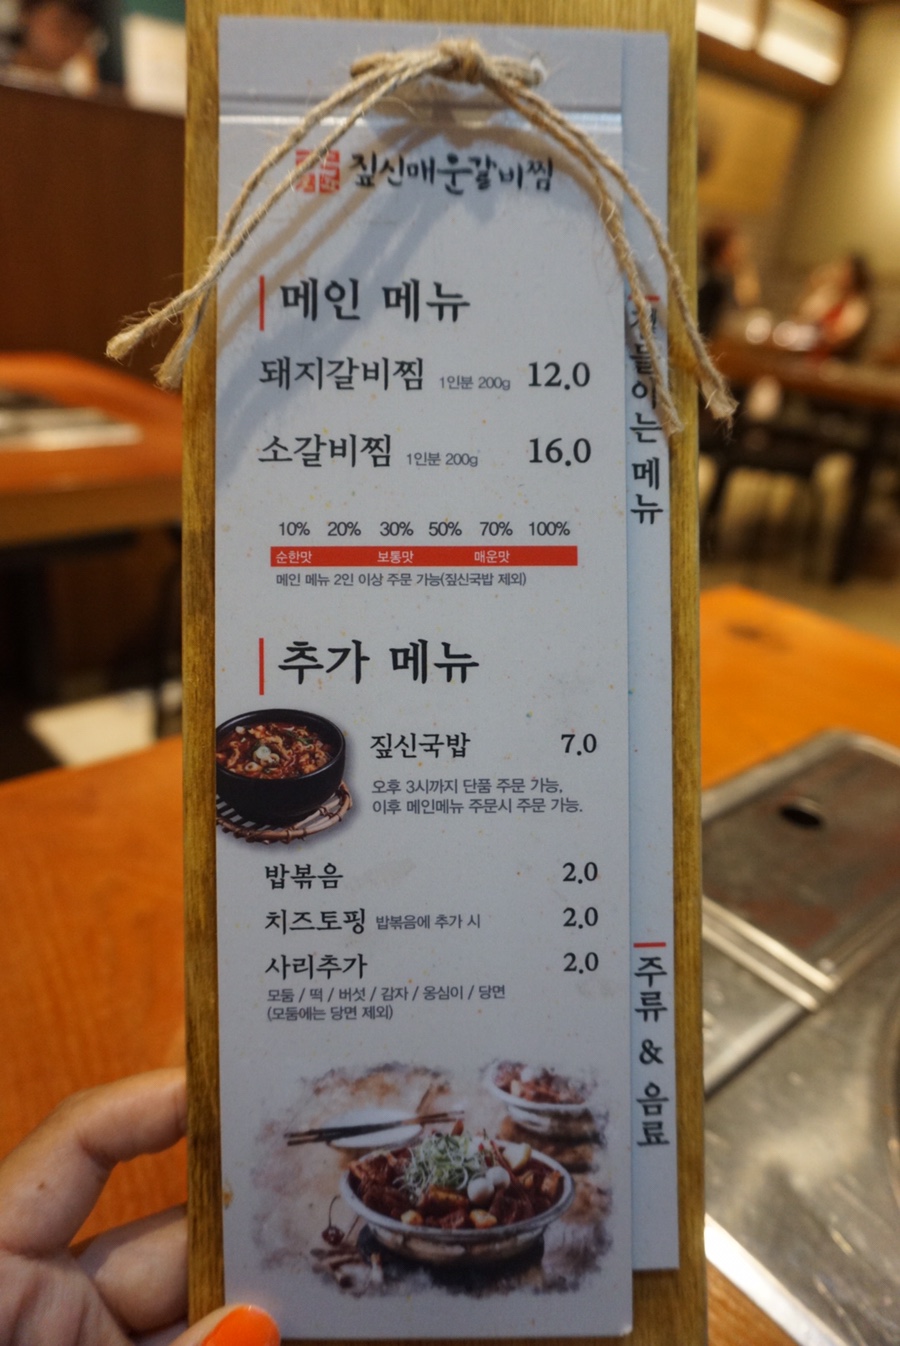 짚신매운갈비찜
메인 메뉴
돼지갈비찜 1인분 200g 12.0
소갈비찜 1인분 200g 16.0
10% 20% 30% 50% 70% 100%
순한맛 보통맛 매운맛
메인 메뉴 2인 이상 주문 가능(짚신국밥 제외)
추가 메뉴
짚신국밥 7.0
오후 3시까지 단품 주문 가능,
이후 메인메뉴 주문시 주문 가능.
밥볶음 2.0
치즈토핑 밥볶음에 추가 시 2.0
사리추가 2.0
모둠 / 떡 / 버섯 / 감자 / 옹심이 / 당면
(모둠에는 당면 제외)
곁들이는 메뉴
주류 & 음료